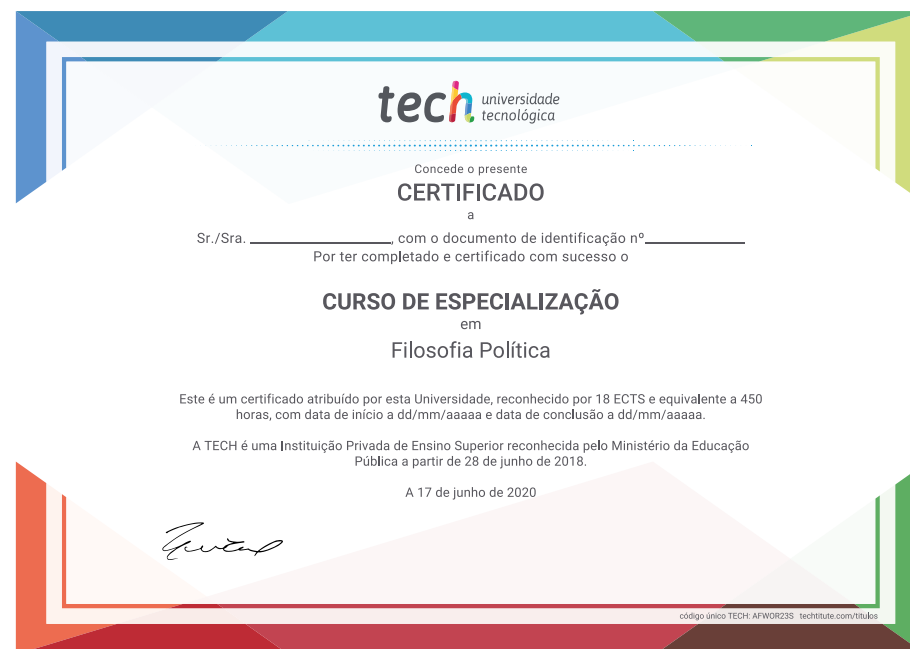 tech universidade
tecnológica
Concede o presente
CERTIFICADO
a
Sr./Sra. ____________________, com o documento de identificação nº______________
Por ter completado e certificado com sucesso o
CURSO DE ESPECIALIZAÇÃO
em
Filosofia Política
Este é um certificado atribuído por esta Universidade, reconhecido por 18 ECTS e equivalente a 450
horas, com data de início a dd/mm/aaaaa e data de conclusão a dd/mm/aaaaa.
A TECH é uma Instituição Privada de Ensino Superior reconhecida pelo Ministério da Educação
Pública a partir de 28 de junho de 2018.
A 17 de junho de 2020
código único TECH: AFWOR23S techtitute.com/titulos